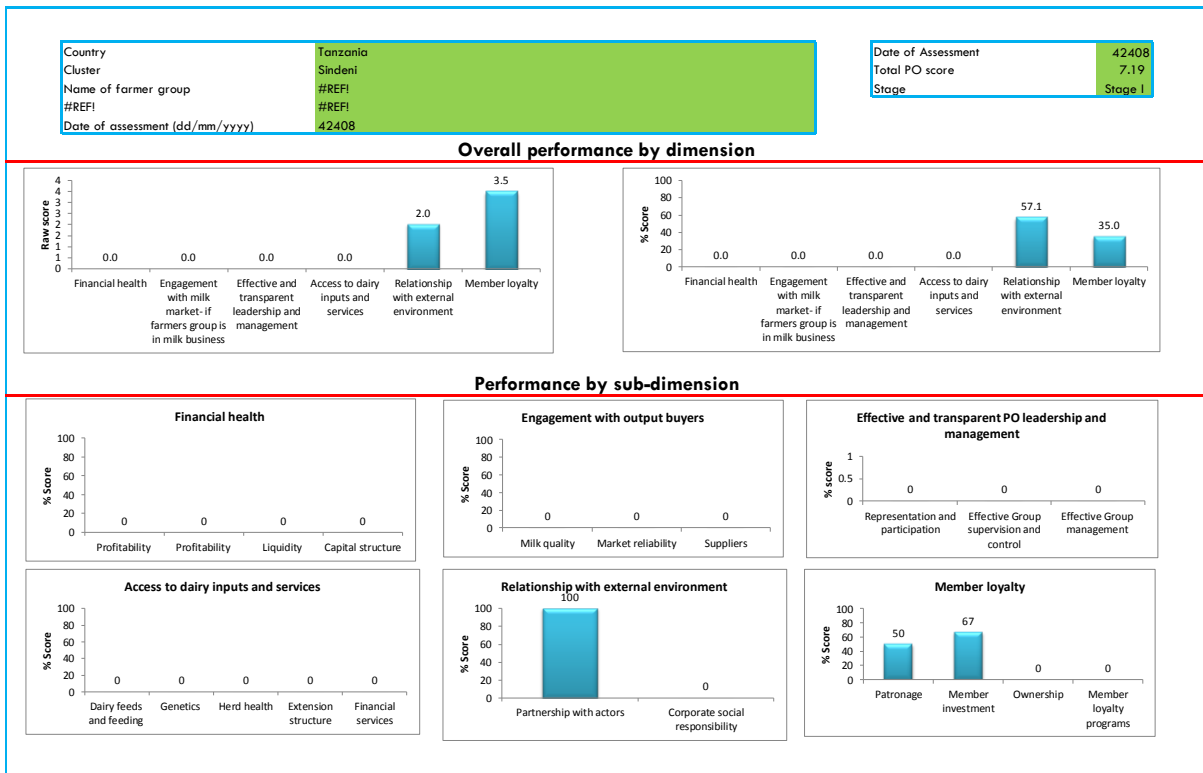 Country Tanzania
Cluster Sindeni
Name of farmer group #REF!
#REF! #REF!
Date of assessment (dd/mm/yyyy) 42408
Date of Assessment 42408
Total PO score 7.19
Stage Stage I
Overall performance by dimension
Raw score
4
4
3
3
2
2
1
1
0
0.0 0.0 0.0 0.0 2.0 3.5
Financial health
Engagement
with milk
market- if
farmers group is
in milk business
Effective and
transparent
leadership and
management
Access to dairy
inputs and
services
Relationship
with external
environment
Member loyalty
% Score
100
80
60
40
20
0
0.0 0.0 0.0 0.0 57.1 35.0
Financial health
Engagement
with milk
market- if
farmers group is
in milk business
Effective and
transparent
leadership and
management
Access to dairy
inputs and
services
Relationship
with external
environment
Member loyalty
Performance by sub-dimension
Financial health
% Score
100
80
60
40
20
0
0 0 0 0
Profitability Profitability Liquidity Capital structure
Engagement with output buyers
% Score
100
80
60
40
20
0
0 0 0
Milk quality Market reliability Suppliers
Effective and transparent PO leadership and
management
% score
1
0.5
0
0 0 0
Representation and
participation
Effective Group
supervision and
control
Effective Group
management
Access to dairy inputs and services
% Score
100
80
60
40
20
0
0 0 0 0 0
Dairy feeds
and feeding
Genetics
Herd health
Extension
structure
Financial
services
Relationship with external environment
% Score
100
80
60
40
20
0
100 0
Partnership with actors
Corporate social
responsibility
Member loyalty
% Score
100
80
60
40
20
0
50 67 0 0
Patronage
Member
investment
Ownership
Member
loyalty
programs